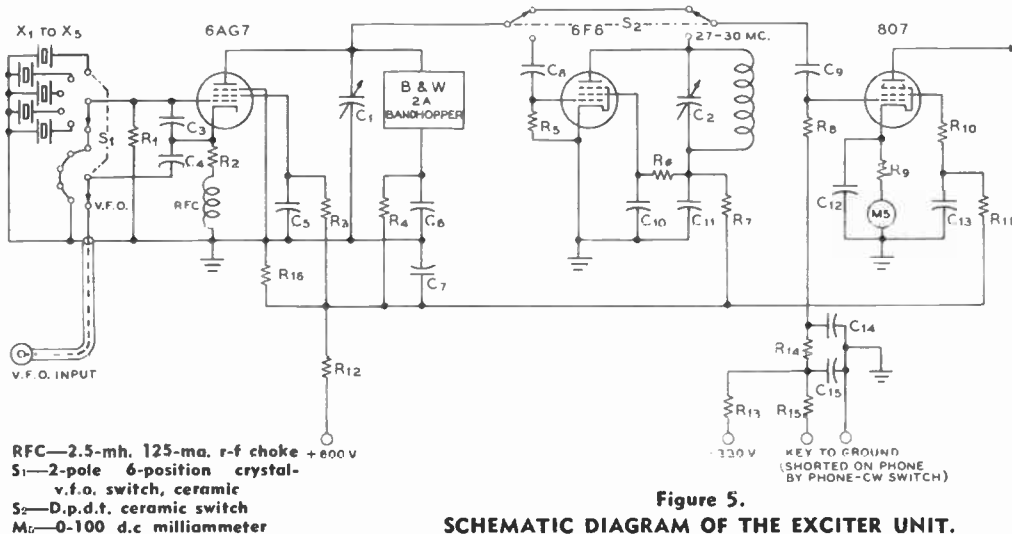 X1 TO X5
6AG7
S2
6F6
27-30 MC.
807
C8
C9
B & W
2A
BANDHOPPER
C1
C2
R5
R8
R10
S1
R1
C3
C4
R2
R6
R9
V.F.O.
RFC
C5
R3
R4
C6
C10
C11
R7
C12
M5
C13
R11
R16
C7
C14
R12
R14
C15
V.F.O. INPUT
R13
R15
RFC—2.5-mh, 125-ma. r-f choke
+600 V
S1—2-pole 6-position crystal-
v.f.o. switch, ceramic
S2—D.p.d.t. ceramic switch
M5—0-100 d.c milliammeter
KEY TO GROUND
(SHORTED ON PHONE
BY PHONE-CW SWITCH)
Figure 5.
SCHEMATIC DIAGRAM OF THE EXCITER UNIT.